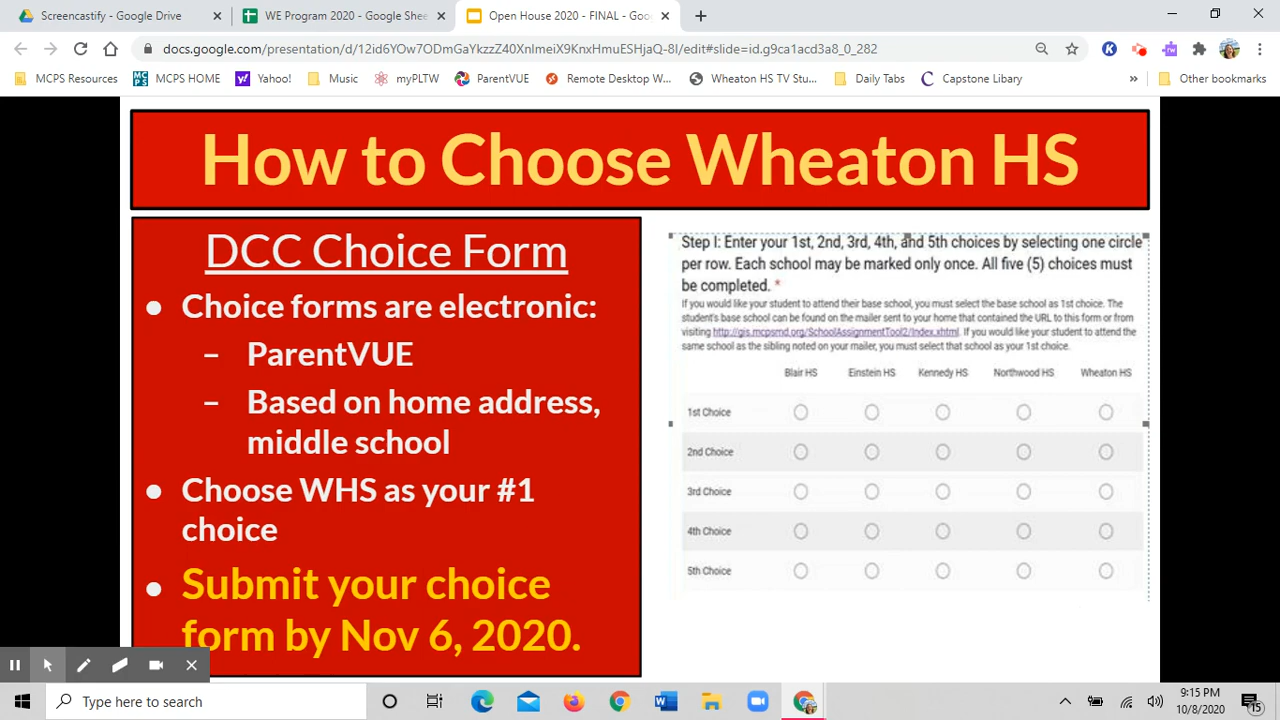 Screencastify - Google Drive
WE Program 2020 - Google Shee
Open House 2020 - FINAL - Goo
docs.google.com/presentation/d/12id6YOw7ODmGaYkzzZ40XnImeiX9KnxHmuESHjaQ-8I/edit#slide=id.g9ca1acd3a8_0_282
MCPS Resources
MCPS HOME
Yahoo!
Music
myPLTW
ParentVUE
Remote Desktop W...
Wheaton HS TV Stu...
Daily Tabs
Capstone Libary
»
Other bookmarks
How to Choose Wheaton HS
DCC Choice Form
● Choice forms are electronic:
– ParentVUE
– Based on home address,
middle school
● Choose WHS as your #1
choice
● Submit your choice
form by Nov 6, 2020.
Step I: Enter your 1st, 2nd, 3rd, 4th, and 5th choices by selecting one circle
per row. Each school may be marked only once. All five (5) choices must
be completed. *
If you would like your student to attend their base school, you must select the base school as 1st choice. The
student's base school can be found on the mailer sent to your home that contained the URL to this form or from
visiting http://gis.mcpsmd.org/SchoolAssignmentTool2/Index.xhtml. If you would like your student to attend the
same school as the sibling noted on your mailer, you must select that school as your 1st choice.
Blair HS Einstein HS Kennedy HS Northwood HS Wheaton HS
1st Choice
2nd Choice
3rd Choice
4th Choice
5th Choice
Type here to search
9:15 PM
10/8/2020
15